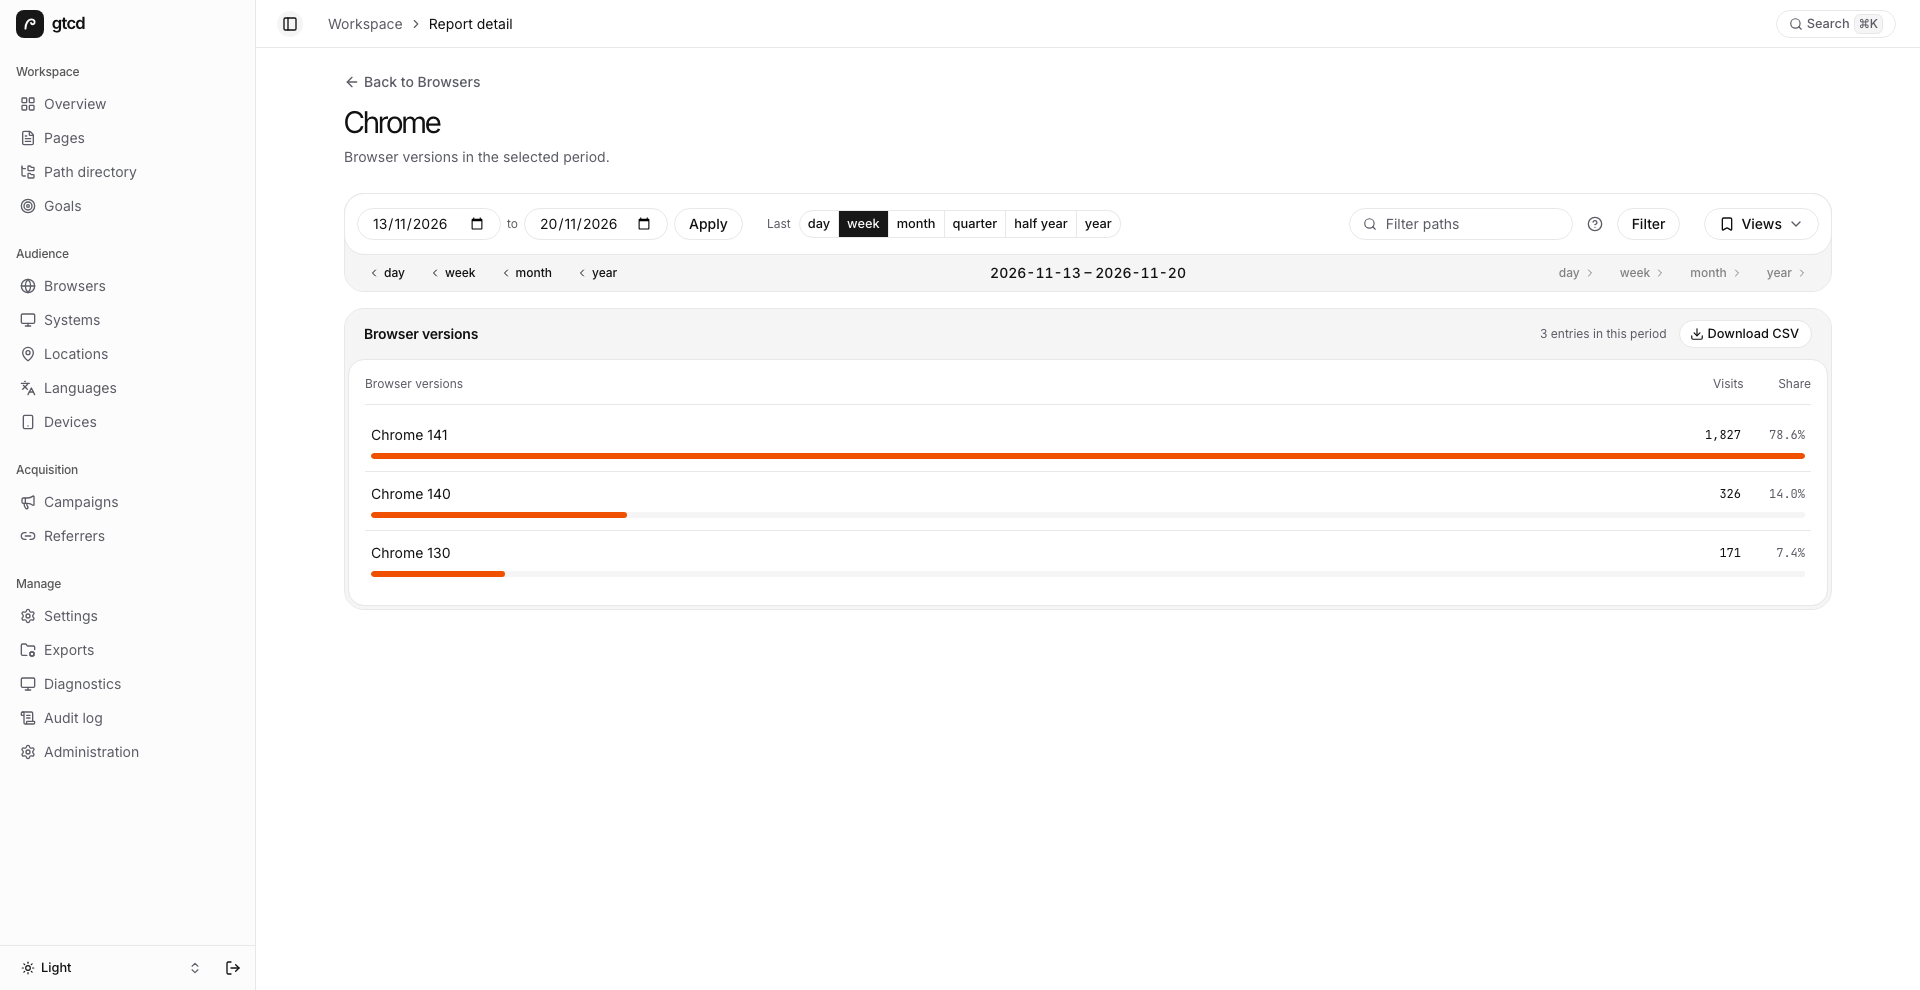 gtcd
Workspace
Overview
Pages
Path directory
Goals
Audience
Browsers
Systems
Locations
Languages
Devices
Acquisition
Campaigns
Referrers
Manage
Settings
Exports
Diagnostics
Audit log
Administration
Light
Workspace > Report detail
Search ⌘K
← Back to Browsers
Chrome
Browser versions in the selected period.
13/11/2026 to 20/11/2026 Apply Last day week month quarter half year year Filter paths Filter Views
‹ day ‹ week ‹ month ‹ year 2026-11-13 – 2026-11-20 day › week › month › year ›
Browser versions 3 entries in this period Download CSV
Browser versions Visits Share
Chrome 141 1,827 78.6%
Chrome 140 326 14.0%
Chrome 130 171 7.4%